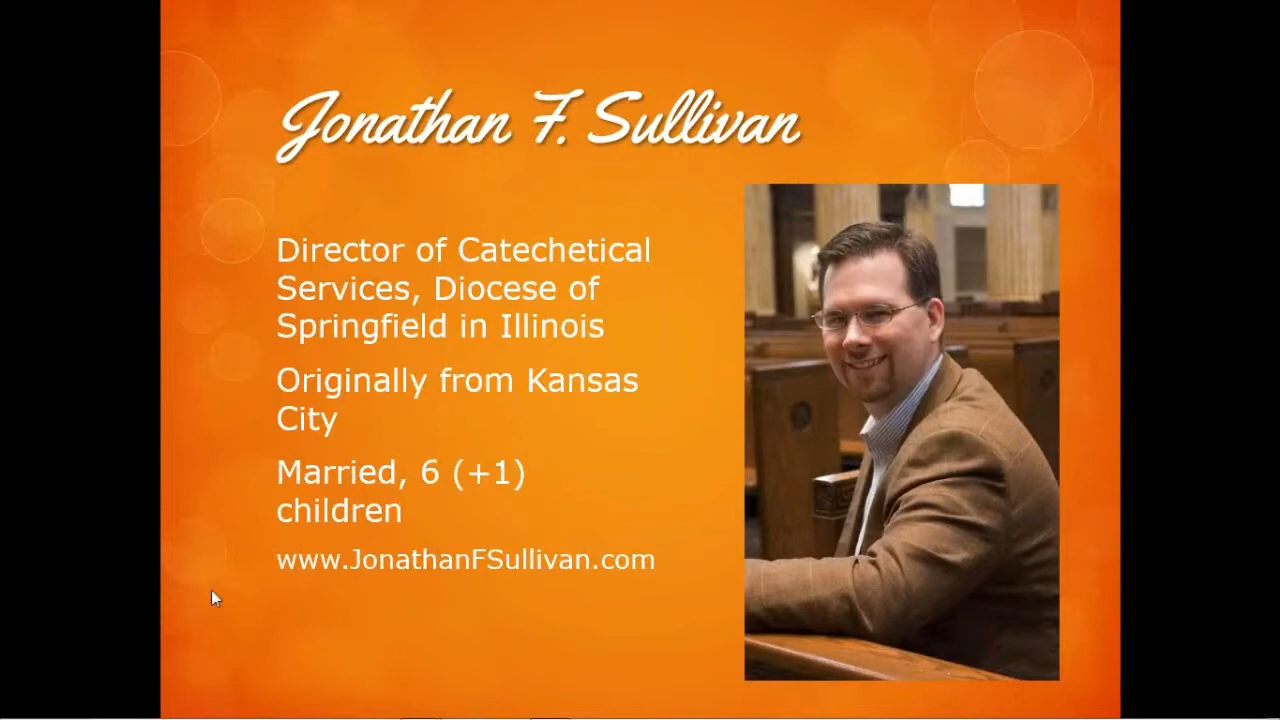 Jonathan F. Sullivan
Director of Catechetical
Services, Diocese of
Springfield in Illinois
Originally from Kansas
City
Married, 6 (+1)
children
www.JonathanFSullivan.com